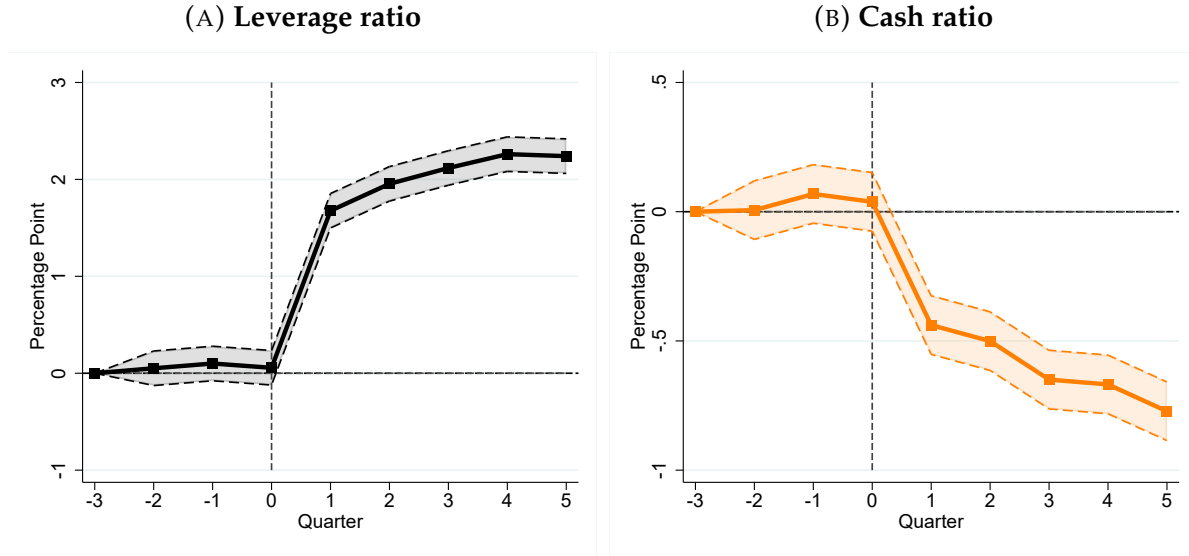 (A) Leverage ratio
(B) Cash ratio
Percentage Point
3
2
1
0
-1
-3 -2 -1 0 1 2 3 4 5
Quarter
Percentage Point
.5
0
-.5
-1
-3 -2 -1 0 1 2 3 4 5
Quarter